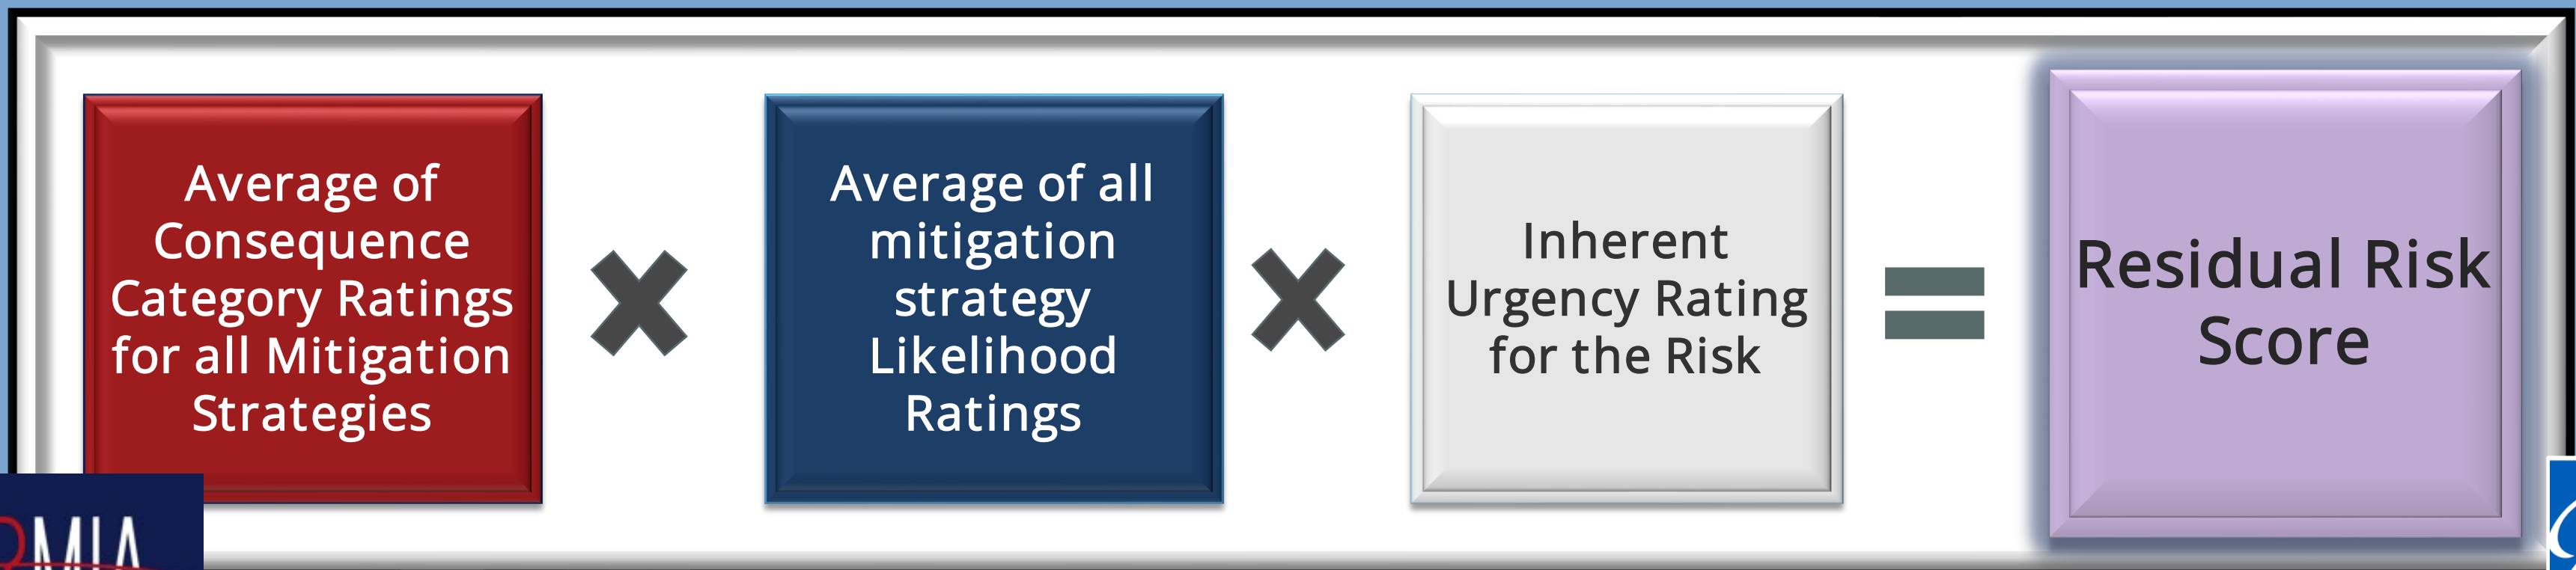 Average of
Consequence
Category Ratings
for all Mitigation
Strategies
Average of all
mitigation
strategy
Likelihood
Ratings
Inherent
Urgency Rating
for the Risk
Residual Risk
Score